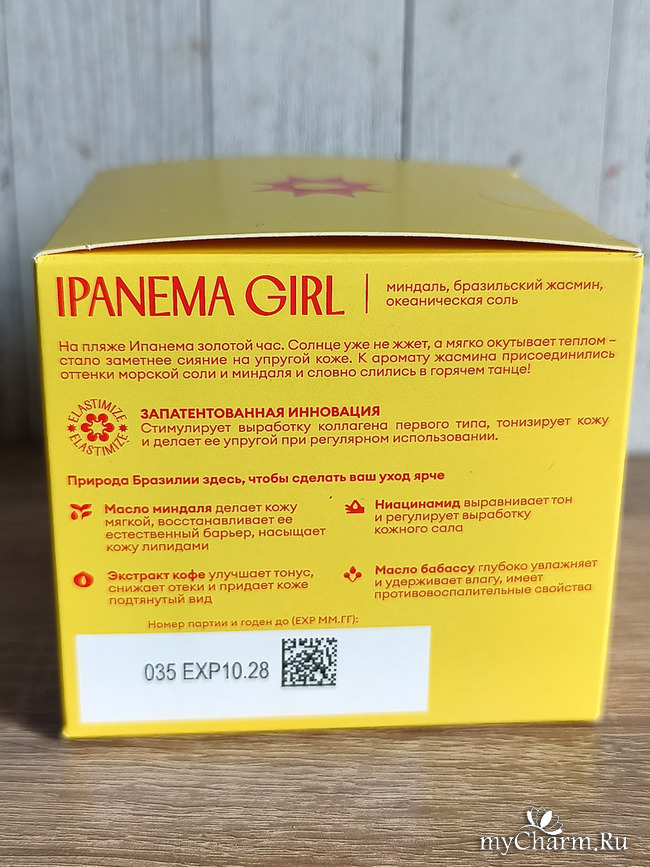 IPANEMA GIRL
миндаль, бразильский жасмин,
океаническая соль
На пляже Ипанема золотой час. Солнце уже не жжет, а мягко окутывает теплом –
стало заметнее сияние на упругой коже. К аромату жасмина присоединились
оттенки морской соли и миндаля и словно слились в горячем танце!
ELASTIMIZE
ELASTIMIZE
ЗАПАТЕНТОВАННАЯ ИННОВАЦИЯ
Стимулирует выработку коллагена первого типа, тонизирует кожу
и делает ее упругой при регулярном использовании.
Природа Бразилии здесь, чтобы сделать ваш уход ярче
Масло миндаля делает кожу
мягкой, восстанавливает ее
естественный барьер, насыщает
кожу липидами
Ниацинамид выравнивает тон
и регулирует выработку
кожного сала
Экстракт кофе улучшает тонус,
снижает отеки и придает коже
подтянутый вид
Масло бабассу глубоко увлажняет
и удерживает влагу, имеет
противовоспалительные свойства
Номер партии и годен до (EXP ММ.ГГ):
035 EXP10.28
myCharm.Ru